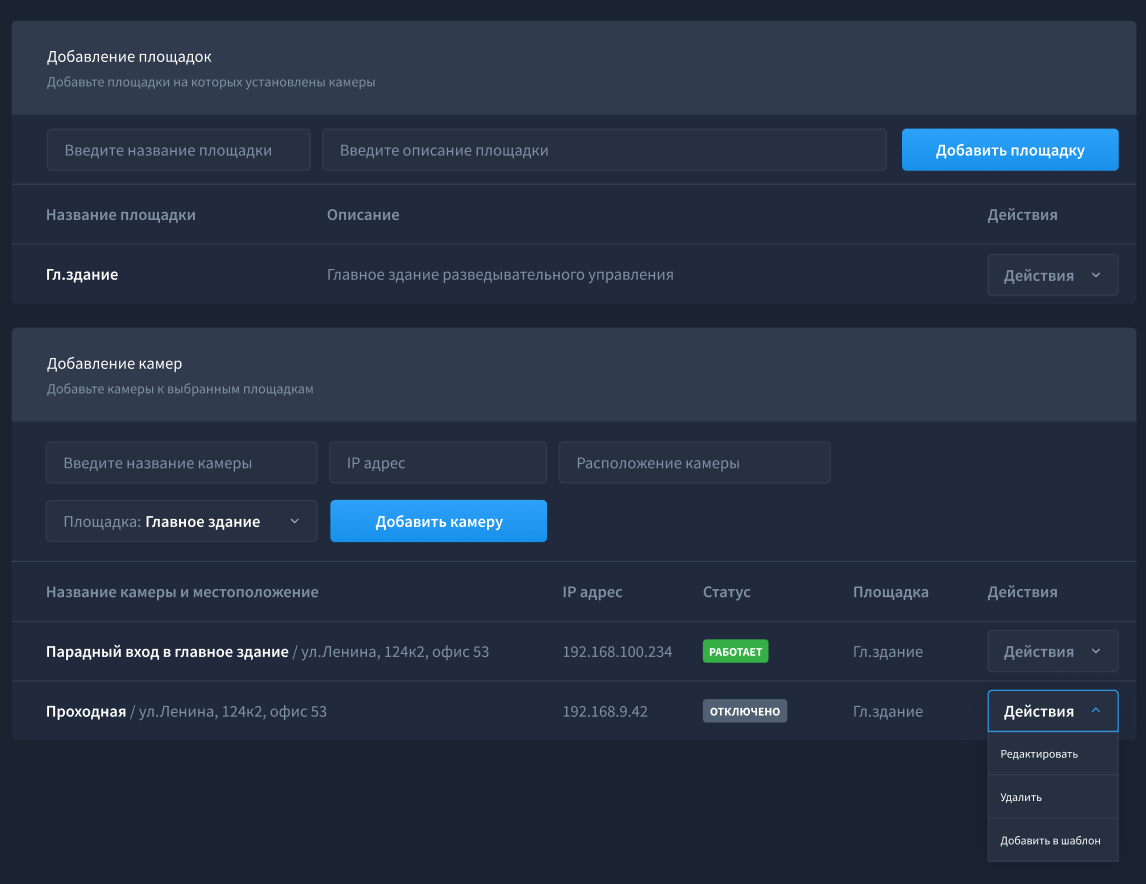 Добавление площадок
Добавьте площадки на которых установлены камеры
Введите название площадки Введите описание площадки Добавить площадку
Название площадки Описание Действия
Гл.здание Главное здание разведывательного управления Действия
Добавление камер
Добавьте камеры к выбранным площадкам
Введите название камеры IP адрес Расположение камеры
Площадка: Главное здание Добавить камеру
Название камеры и местоположение IP адрес Статус Площадка Действия
Парадный вход в главное здание / ул.Ленина, 124к2, офис 53 192.168.100.234 РАБОТАЕТ Гл.здание Действия
Проходная / ул.Ленина, 124к2, офис 53 192.168.9.42 ОТКЛЮЧЕНО Гл.здание Действия
Редактировать
Удалить
Добавить в шаблон